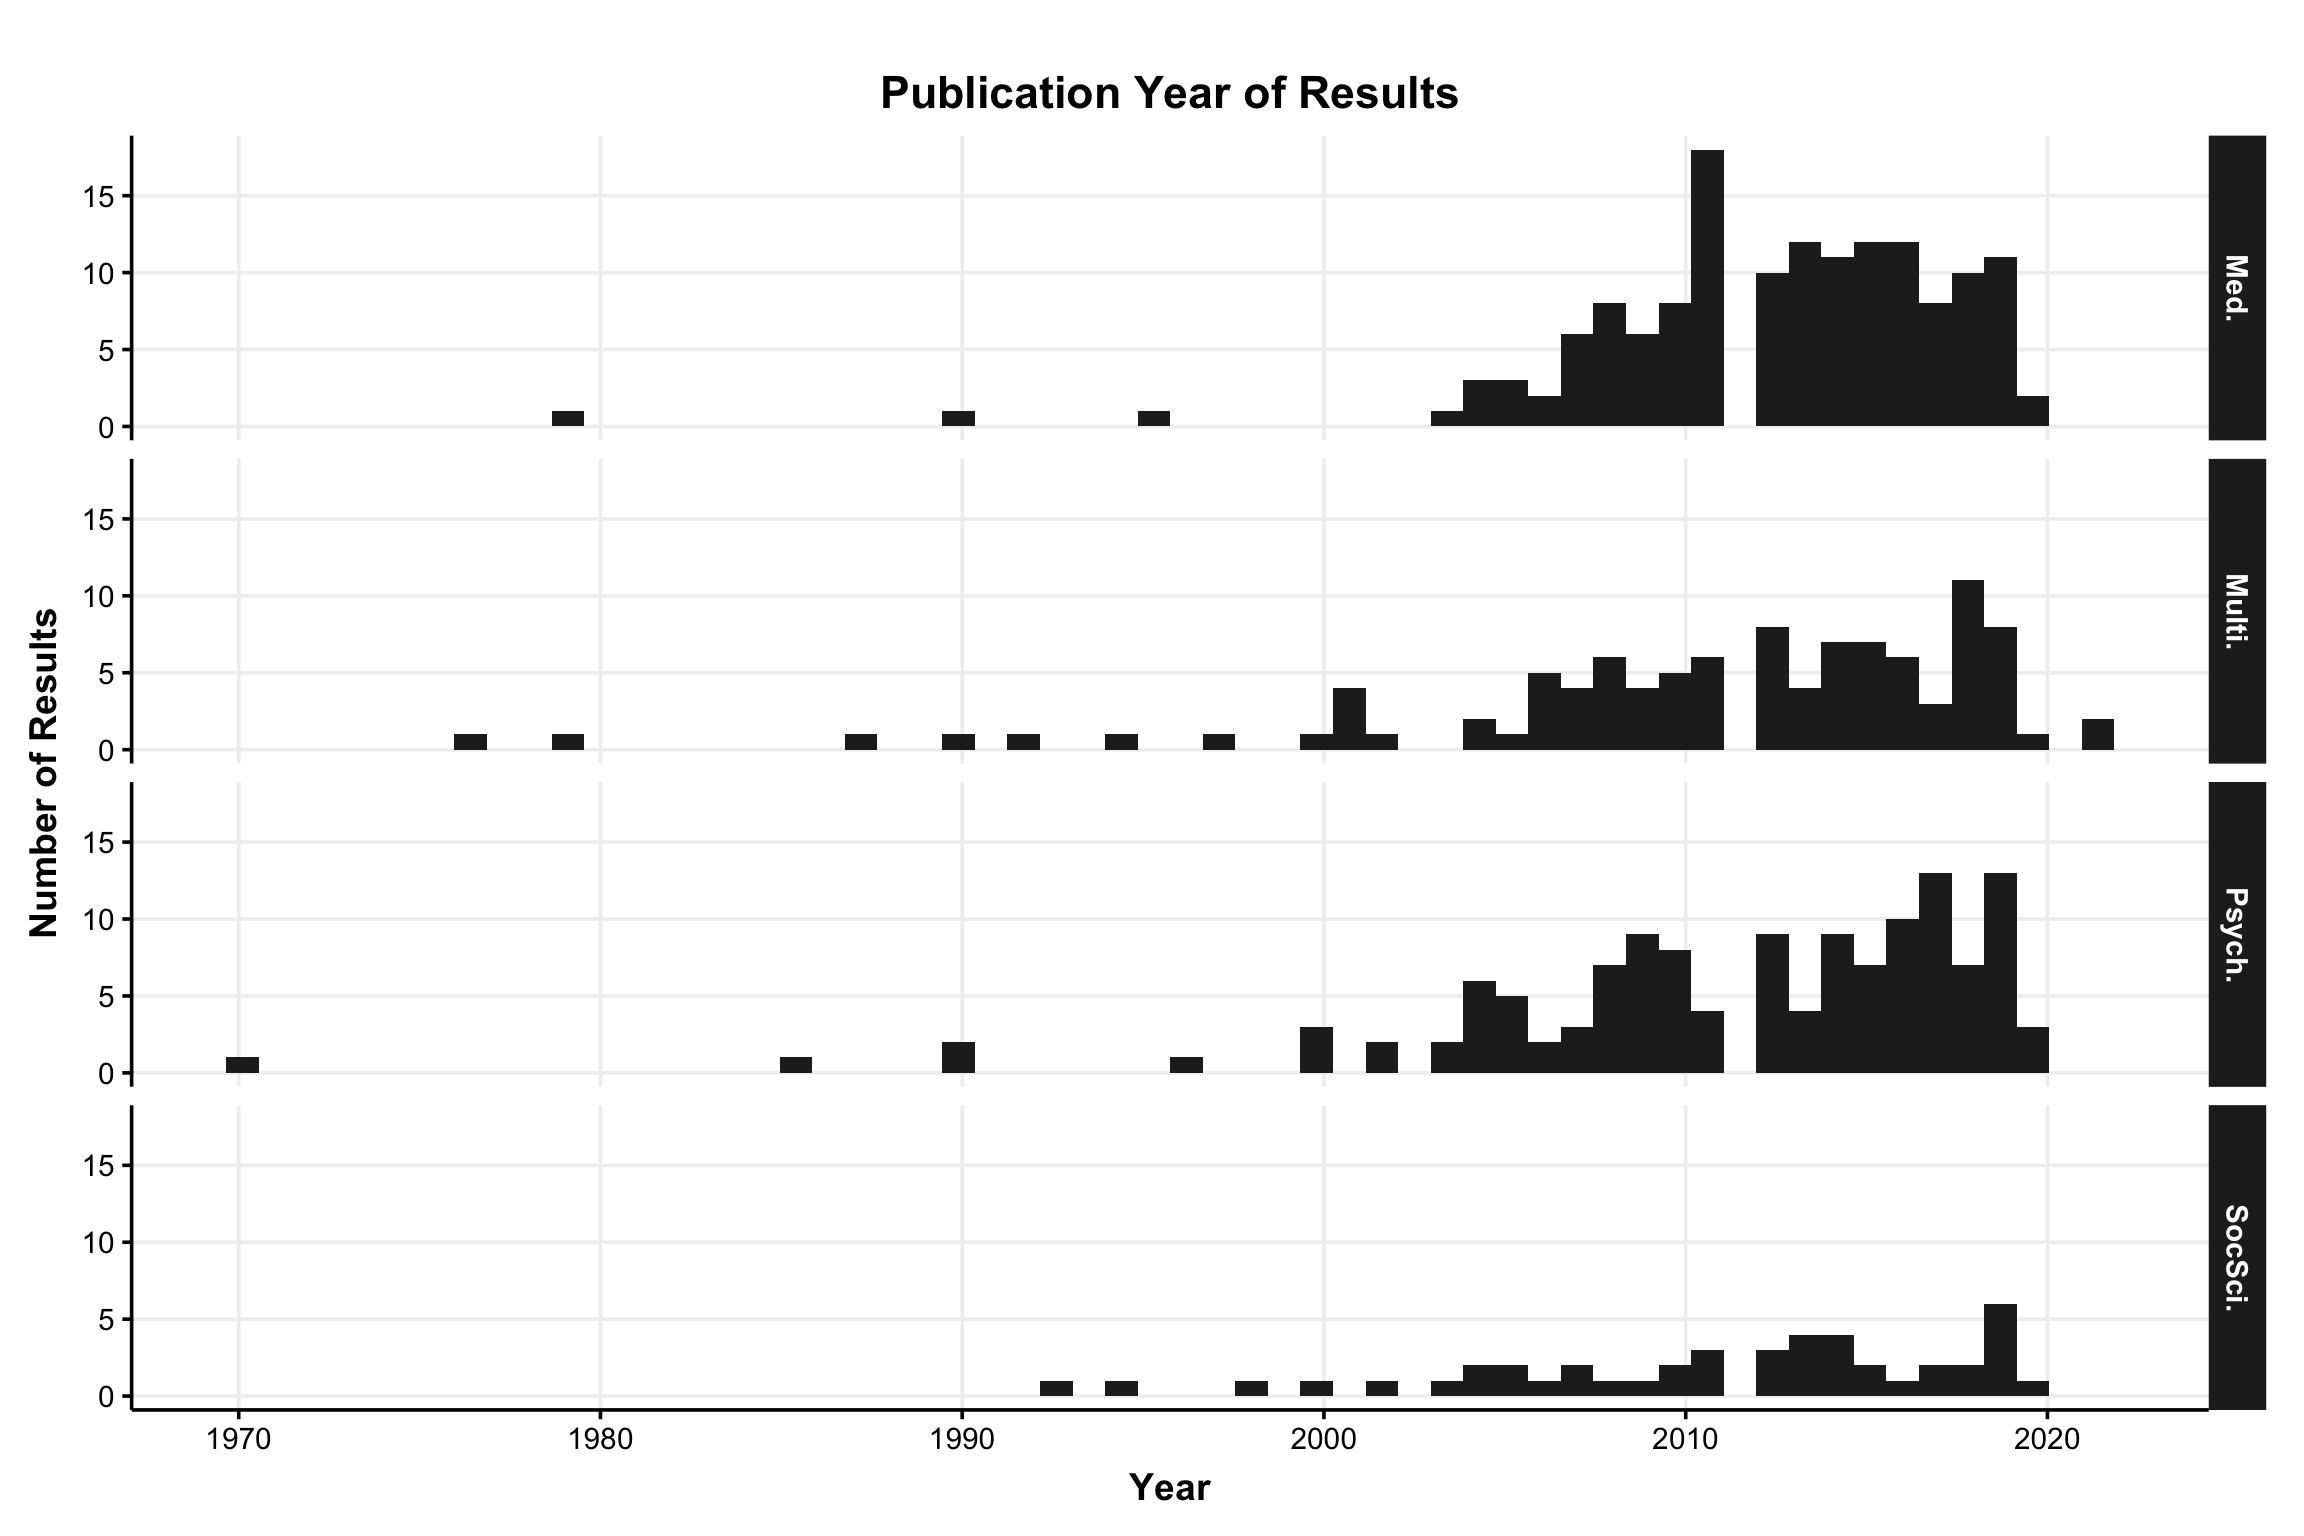 Publication Year of Results
Number of Results
15
10
5
0
Med.
15
10
5
0
Multi.
15
10
5
0
Psych.
15
10
5
0
SocSci.
1970 1980 1990 2000 2010 2020
Year